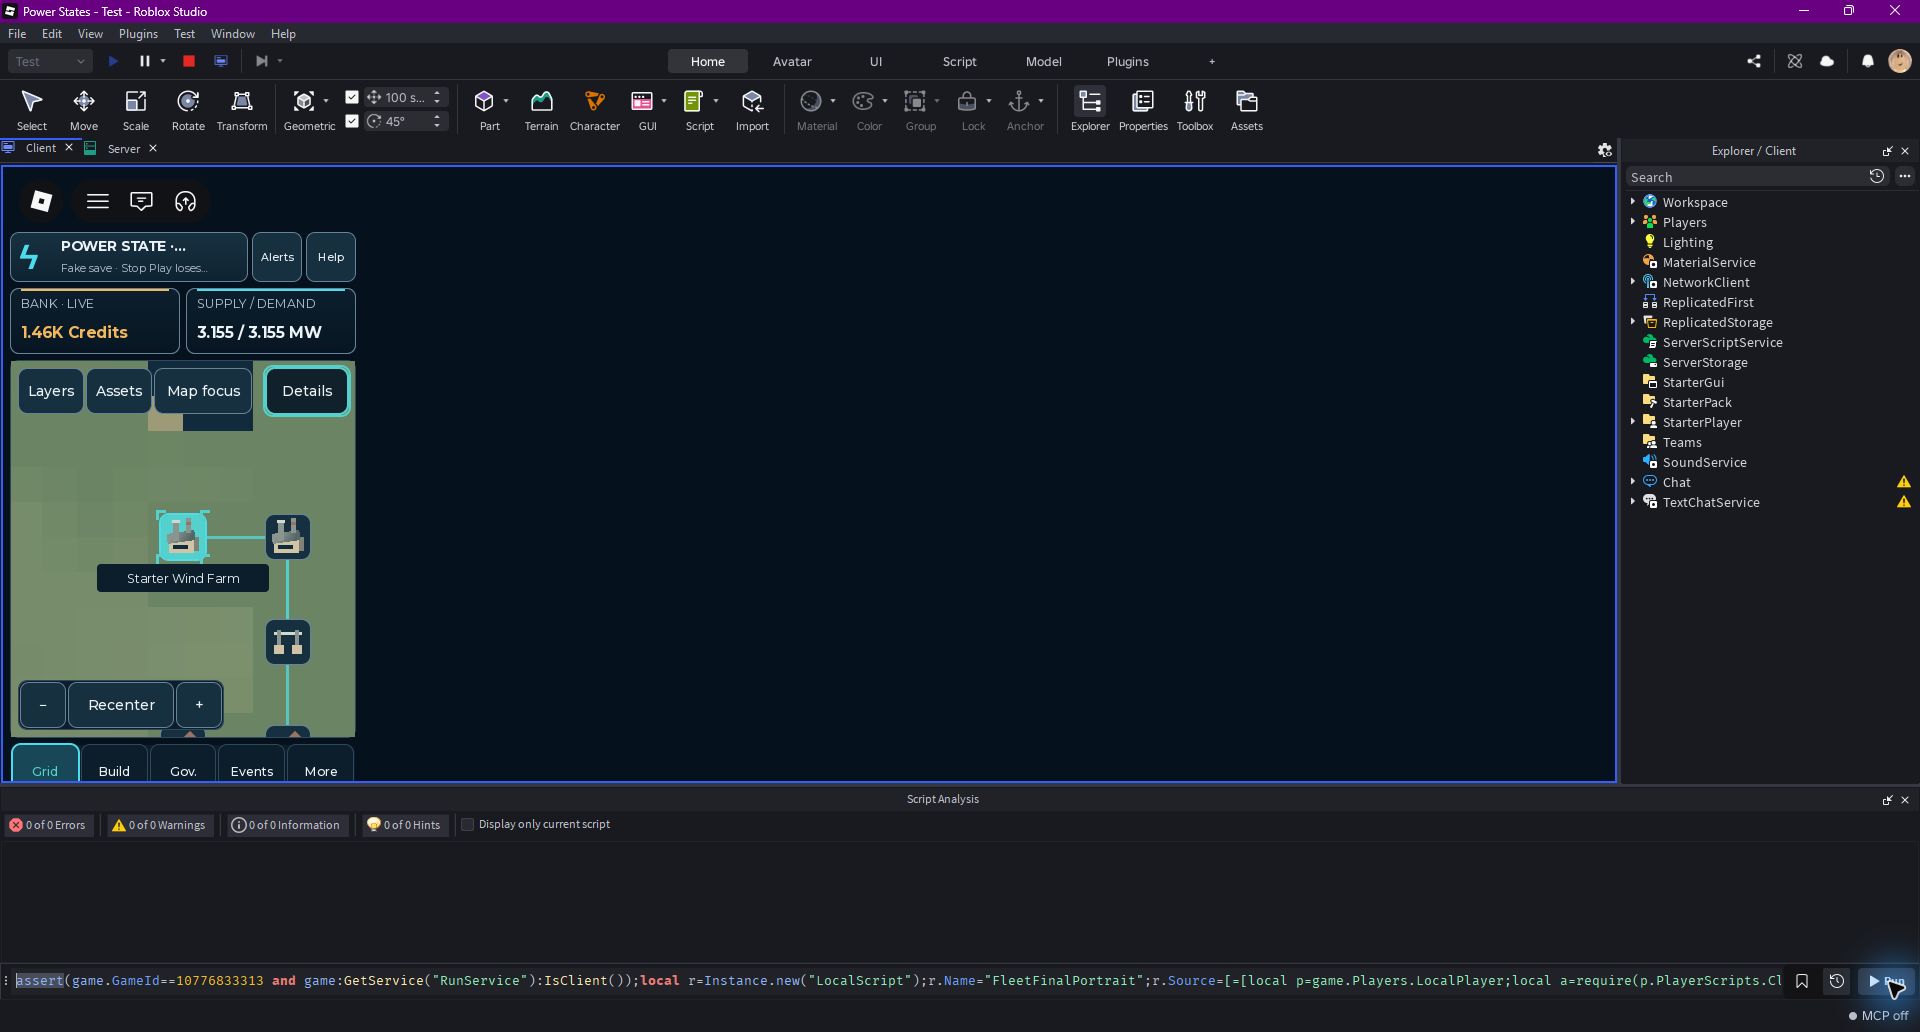 Power States - Test - Roblox Studio
File Edit View Plugins Test Window Help
Test
Home Avatar UI Script Model Plugins +
Select Move Scale Rotate Transform Geometric
100 s...
45°
Part Terrain Character GUI Script Import Material Color Group Lock Anchor Explorer Properties Toolbox Assets
Client Server
Explorer / Client
Search
Workspace
Players
Lighting
MaterialService
NetworkClient
ReplicatedFirst
ReplicatedStorage
ServerScriptService
ServerStorage
StarterGui
StarterPack
StarterPlayer
Teams
SoundService
Chat
TextChatService
POWER STATE ·...
Fake save · Stop Play loses...
Alerts Help
BANK · LIVE
1.46K Credits
SUPPLY / DEMAND
3.155 / 3.155 MW
Layers Assets Map focus Details
Starter Wind Farm
- Recenter +
Grid Build Gov. Events More
Script Analysis
0 of 0 Errors 0 of 0 Warnings 0 of 0 Information 0 of 0 Hints Display only current script
assert(game.GameId==10776833313 and game:GetService("RunService"):IsClient());local r=Instance.new("LocalScript");r.Name="FleetFinalPortrait";r.Source=[=[local p=game.Players.LocalPlayer;local a=require(p.PlayerScripts.Cl
MCP off